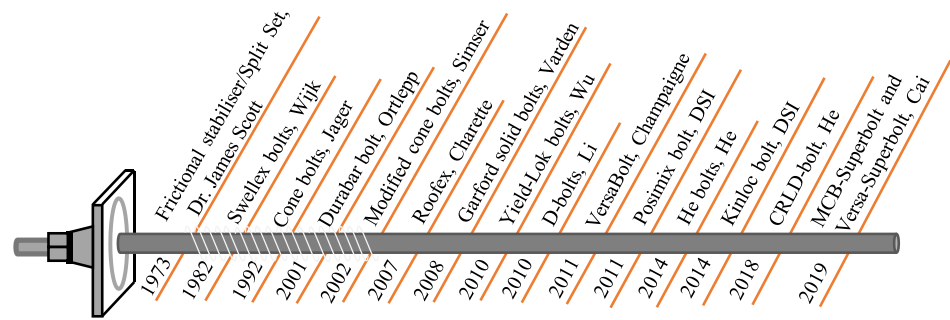 Frictional stabiliser/Split Set,
Dr. James Scott
Swellex bolts, Wijk
Cone bolts, Jager
Durabar bolt, Ortlepp
Modified cone bolts, Simser
Roofex, Charette
Garford solid bolts, Varden
Yield-Lok bolts, Wu
D-bolts, Li
VersaBolt, Champaigne
Posimix bolt, DSI
He bolts, He
Kinloc bolt, DSI
CRLD-bolt, He
MCB-Superbolt and
Versa-Superbolt, Cai
1973
1982
1992
2001
2002
2007
2008
2010
2010
2011
2011
2014
2014
2018
2019